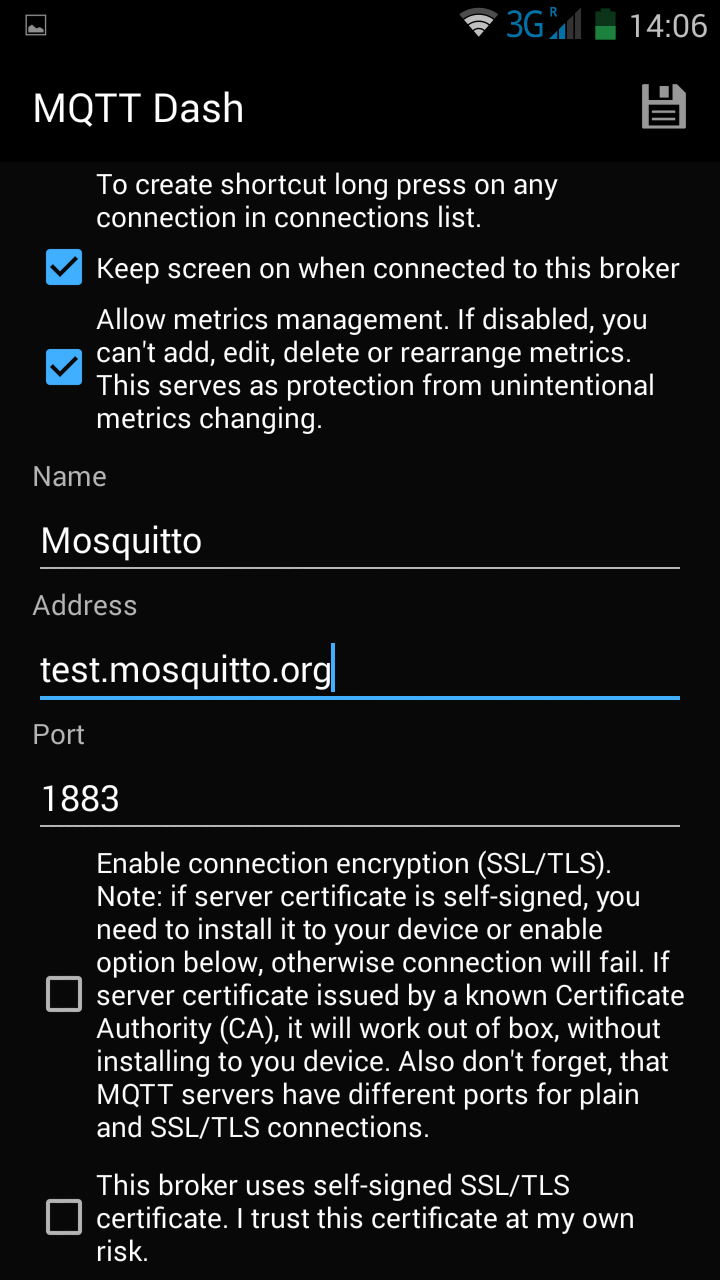 3G R 14:06
MQTT Dash
To create shortcut long press on any
connection in connections list.
Keep screen on when connected to this broker
Allow metrics management. If disabled, you
can't add, edit, delete or rearrange metrics.
This serves as protection from unintentional
metrics changing.
Name
Mosquitto
Address
test.mosquitto.org
Port
1883
Enable connection encryption (SSL/TLS).
Note: if server certificate is self-signed, you
need to install it to your device or enable
option below, otherwise connection will fail. If
server certificate issued by a known Certificate
Authority (CA), it will work out of box, without
installing to you device. Also don't forget, that
MQTT servers have different ports for plain
and SSL/TLS connections.
This broker uses self-signed SSL/TLS
certificate. I trust this certificate at my own
risk.